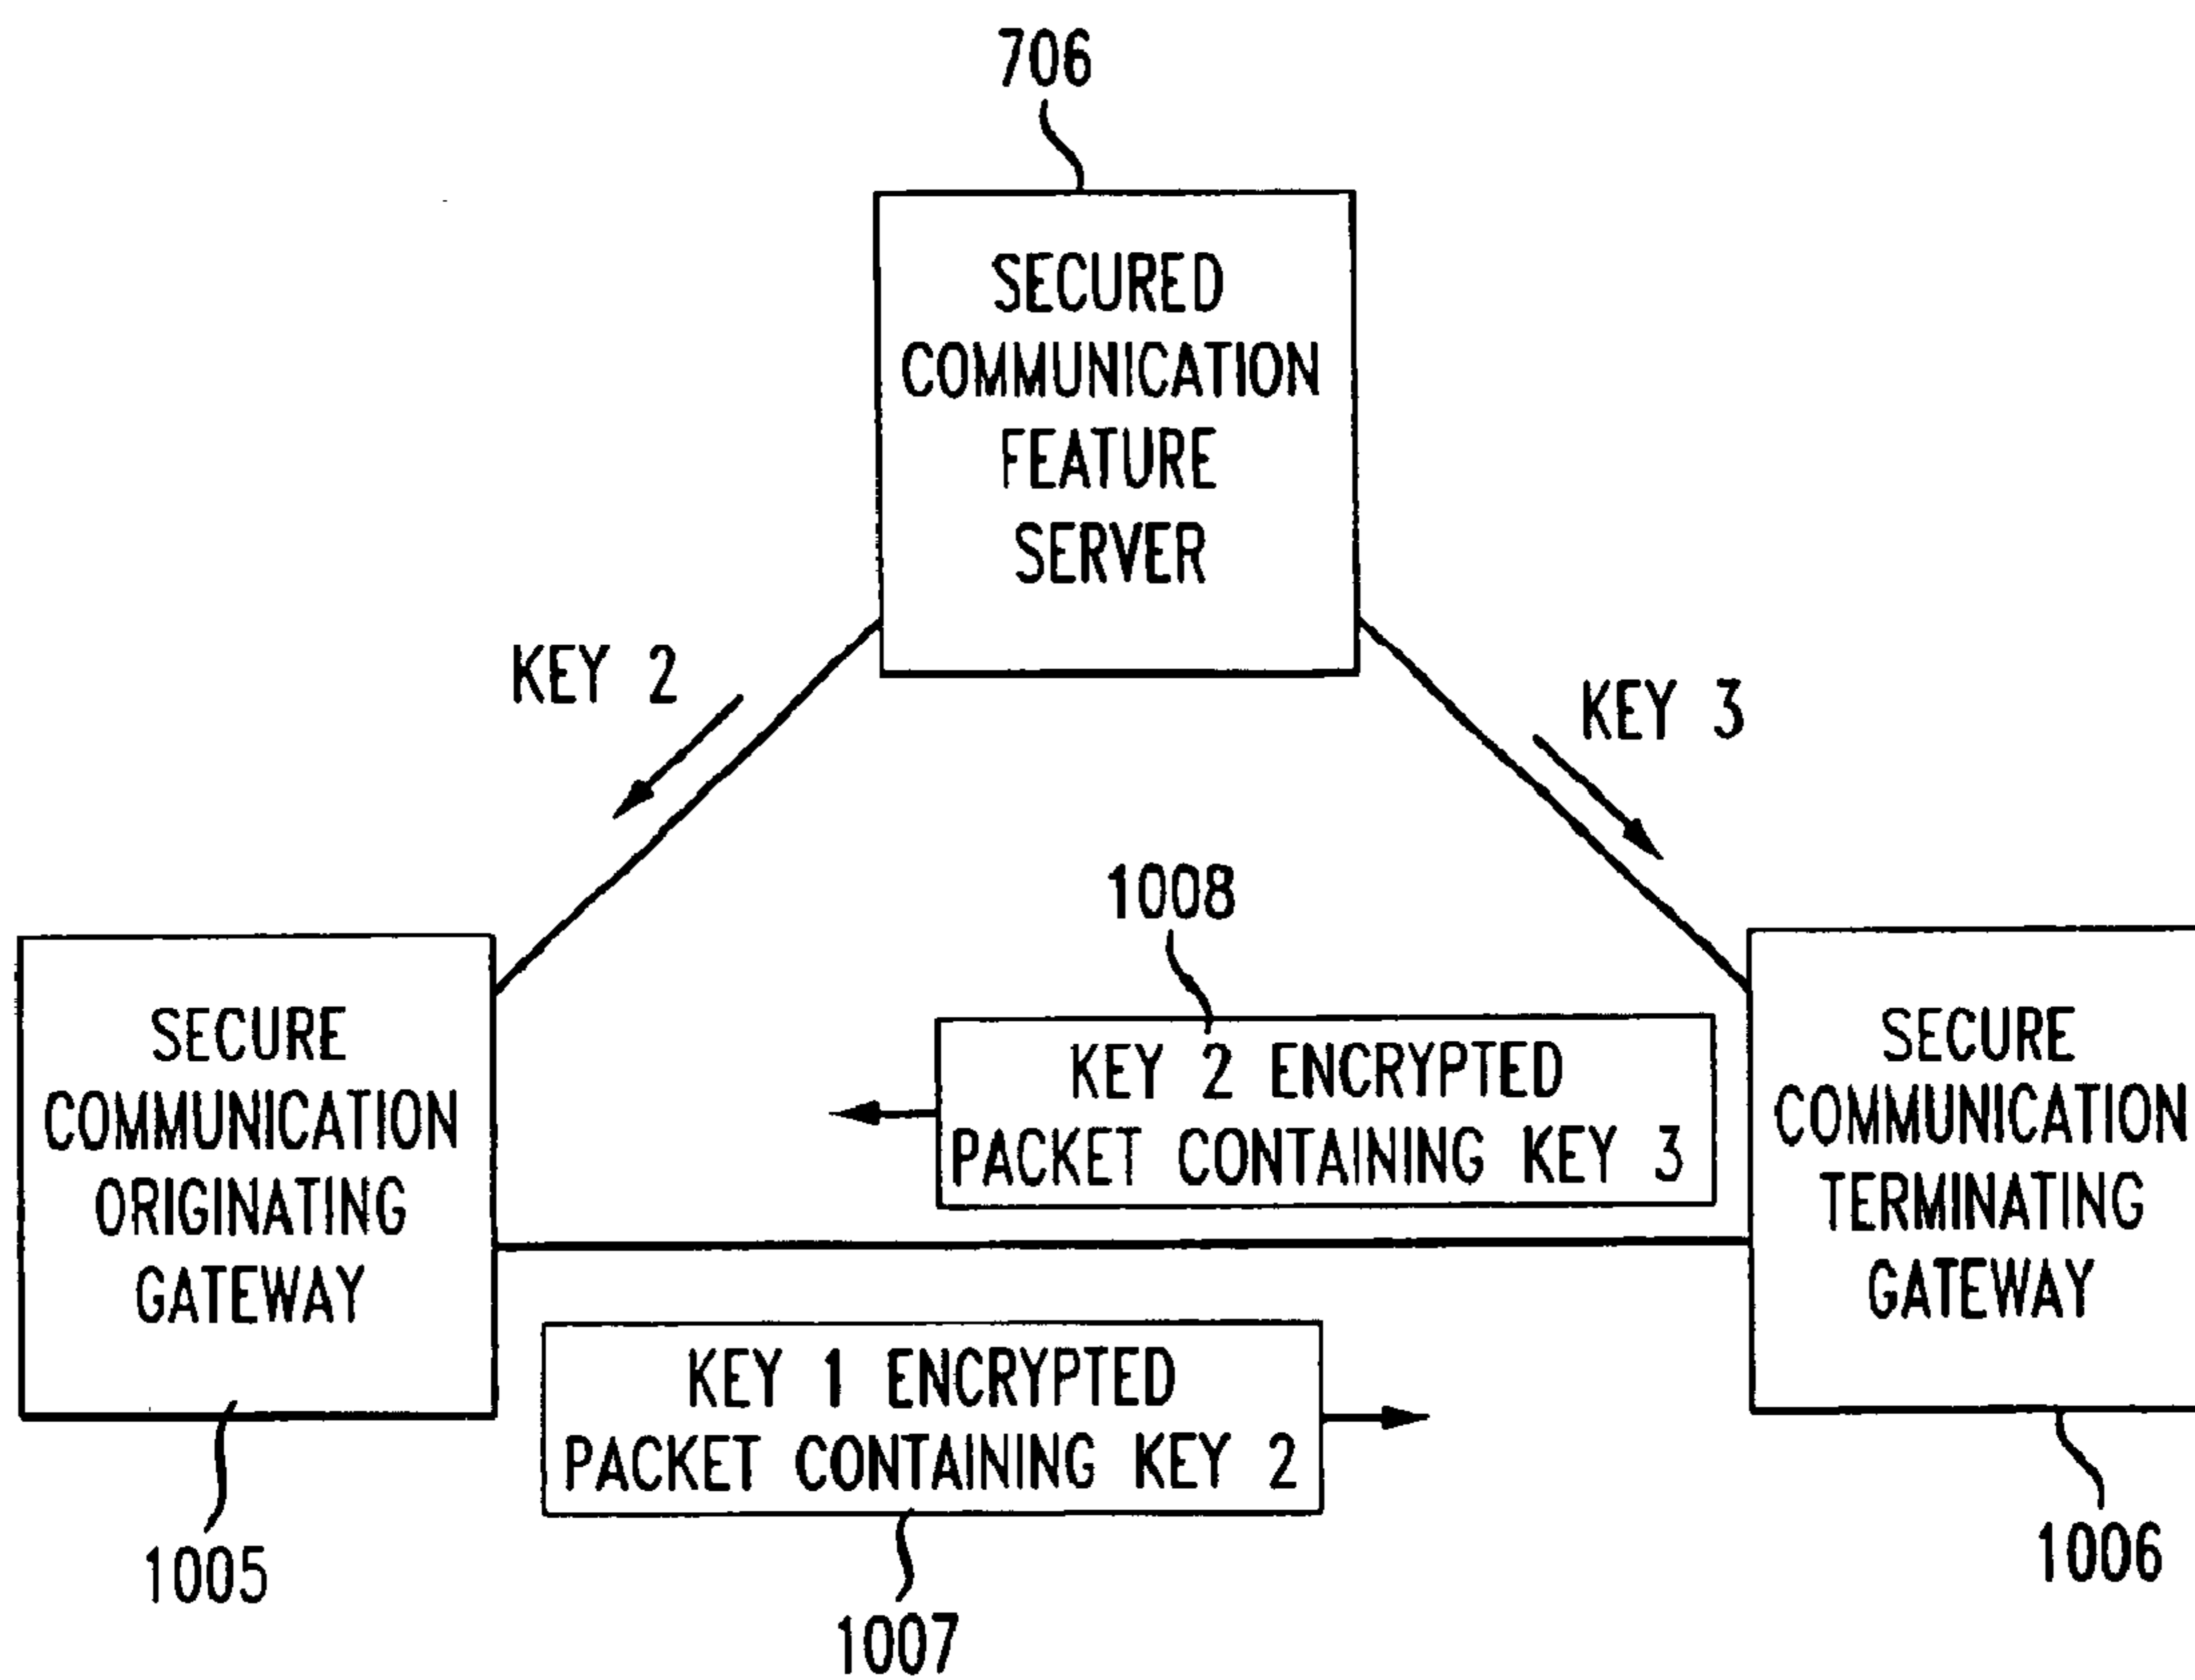 706
SECURED
COMMUNICATION
FEATURE
SERVER
KEY 2
KEY 3
1008
SECURE
COMMUNICATION
ORIGINATING
GATEWAY
KEY 2 ENCRYPTED
PACKET CONTAINING KEY 3
SECURE
COMMUNICATION
TERMINATING
GATEWAY
KEY 1 ENCRYPTED
PACKET CONTAINING KEY 2
1005
1007
1006